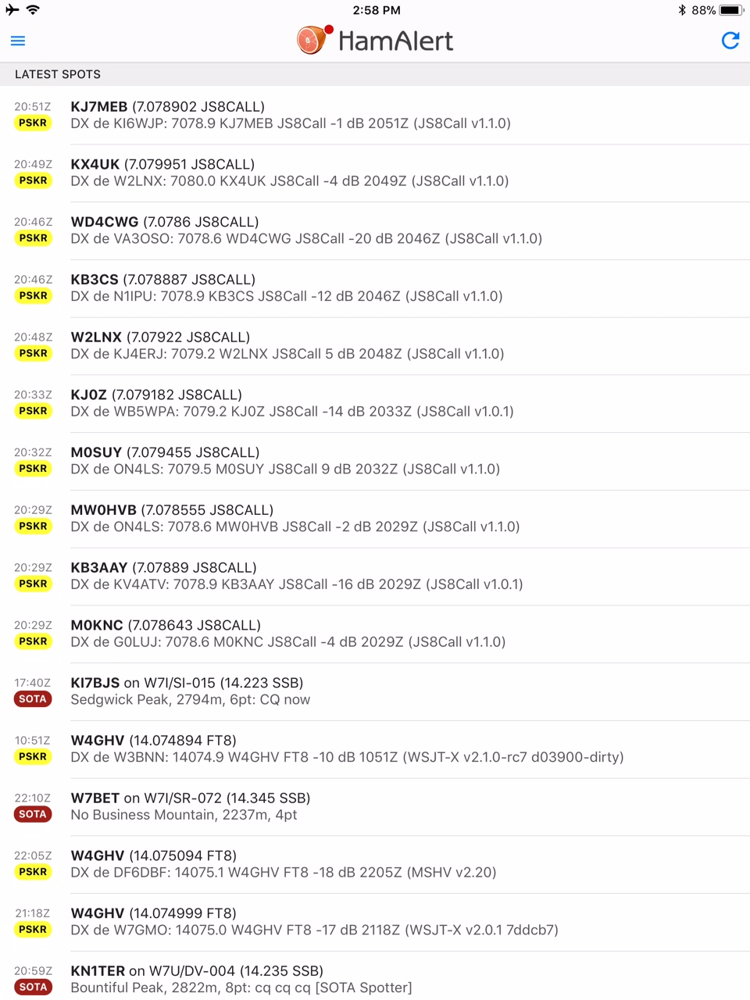 2:58 PM
88%
HamAlert
LATEST SPOTS
20:51Z KJ7MEB (7.078902 JS8CALL)
PSKR DX de KI6WJP: 7078.9 KJ7MEB JS8Call -1 dB 2051Z (JS8Call v1.1.0)
20:49Z KX4UK (7.079951 JS8CALL)
PSKR DX de W2LNX: 7080.0 KX4UK JS8Call -4 dB 2049Z (JS8Call v1.1.0)
20:46Z WD4CWG (7.0786 JS8CALL)
PSKR DX de VA3OSO: 7078.6 WD4CWG JS8Call -20 dB 2046Z (JS8Call v1.1.0)
20:46Z KB3CS (7.078887 JS8CALL)
PSKR DX de N1IPU: 7078.9 KB3CS JS8Call -12 dB 2046Z (JS8Call v1.1.0)
20:48Z W2LNX (7.07922 JS8CALL)
PSKR DX de KJ4ERJ: 7079.2 W2LNX JS8Call 5 dB 2048Z (JS8Call v1.1.0)
20:33Z KJ0Z (7.079182 JS8CALL)
PSKR DX de WB5WPA: 7079.2 KJ0Z JS8Call -14 dB 2033Z (JS8Call v1.0.1)
20:32Z M0SUY (7.079455 JS8CALL)
PSKR DX de ON4LS: 7079.5 M0SUY JS8Call 9 dB 2032Z (JS8Call v1.1.0)
20:29Z MW0HVB (7.078555 JS8CALL)
PSKR DX de ON4LS: 7078.6 MW0HVB JS8Call -2 dB 2029Z (JS8Call v1.1.0)
20:29Z KB3AAY (7.07889 JS8CALL)
PSKR DX de KV4ATV: 7078.9 KB3AAY JS8Call -16 dB 2029Z (JS8Call v1.0.1)
20:29Z M0KNC (7.078643 JS8CALL)
PSKR DX de G0LUJ: 7078.6 M0KNC JS8Call -4 dB 2029Z (JS8Call v1.1.0)
17:40Z KI7BJS on W7I/SI-015 (14.223 SSB)
SOTA Sedgwick Peak, 2794m, 6pt: CQ now
10:51Z W4GHV (14.074894 FT8)
PSKR DX de W3BNN: 14074.9 W4GHV FT8 -10 dB 1051Z (WSJT-X v2.1.0-rc7 d03900-dirty)
22:10Z W7BET on W7I/SR-072 (14.345 SSB)
SOTA No Business Mountain, 2237m, 4pt
22:05Z W4GHV (14.075094 FT8)
PSKR DX de DF6DBF: 14075.1 W4GHV FT8 -18 dB 2205Z (MSHV v2.20)
21:18Z W4GHV (14.074999 FT8)
PSKR DX de W7GMO: 14075.0 W4GHV FT8 -17 dB 2118Z (WSJT-X v2.0.1 7ddcb7)
20:59Z KN1TER on W7U/DV-004 (14.235 SSB)
SOTA Bountiful Peak, 2822m, 8pt: cq cq cq [SOTA Spotter]